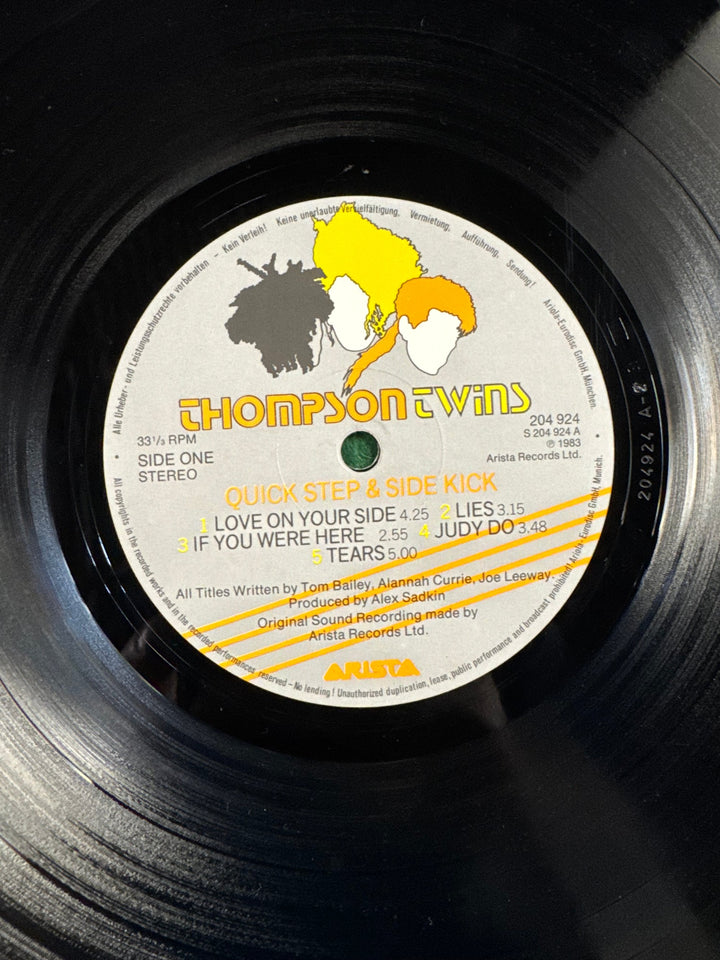 Alle Urheber- und Leistungsschutzrechte vorbehalten – Kein Verleih! Keine unerlaubte Vervielfältigung, Vermietung, Aufführung, Sendung! Ariola-Eurodisc GmbH, München.
THOMPSON TWINS
33 1/3 RPM
SIDE ONE
STEREO
204 924
S 204 924 A
℗ 1983
Arista Records Ltd.
QUICK STEP & SIDE KICK
1 LOVE ON YOUR SIDE 4.25 2 LIES 3.15
3 IF YOU WERE HERE 2.55 4 JUDY DO 3.48
5 TEARS 5.00
All Titles Written by Tom Bailey, Alannah Currie, Joe Leeway.
Produced by Alex Sadkin
Original Sound Recording made by
Arista Records Ltd.
ARISTA
All copyrights in the recorded works and in the recorded performances reserved – No lending! Unauthorized duplication, lease, public performance and broadcast prohibited! Ariola-Eurodisc GmbH, Munich.
204924 A-2